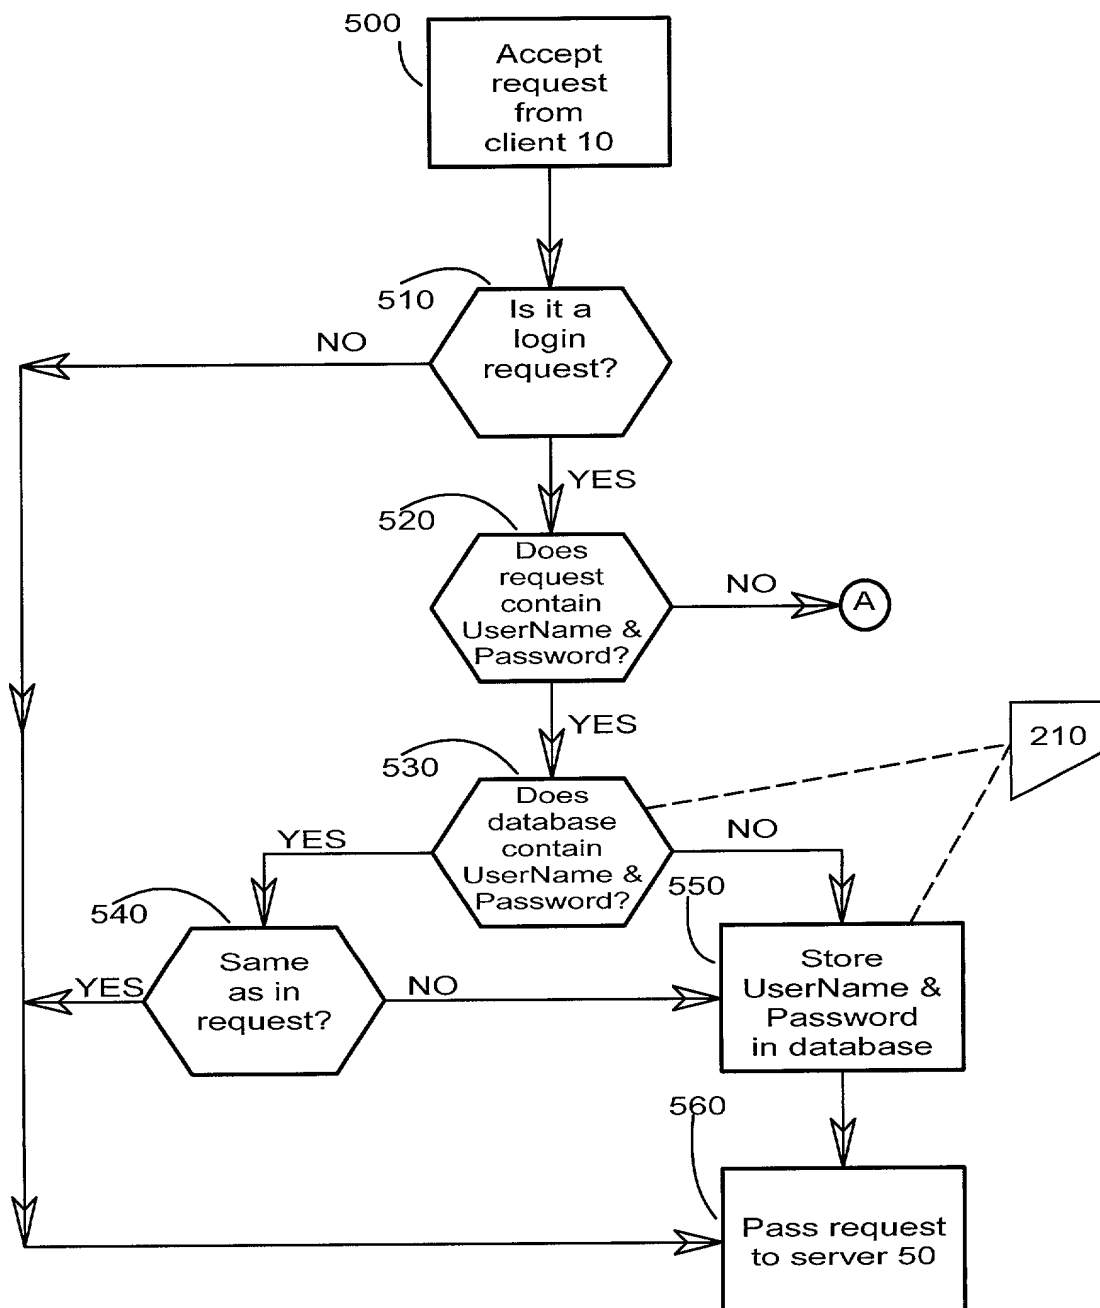 500
Accept
request
from
client 10
510
Is it a
login
request?
NO
YES
520
Does
request
contain
UserName &
Password?
NO
A
YES
530
Does
database
contain
UserName &
Password?
YES
NO
210
540
Same
as in
request?
YES
NO
550
Store
UserName &
Password
in database
560
Pass request
to server 50